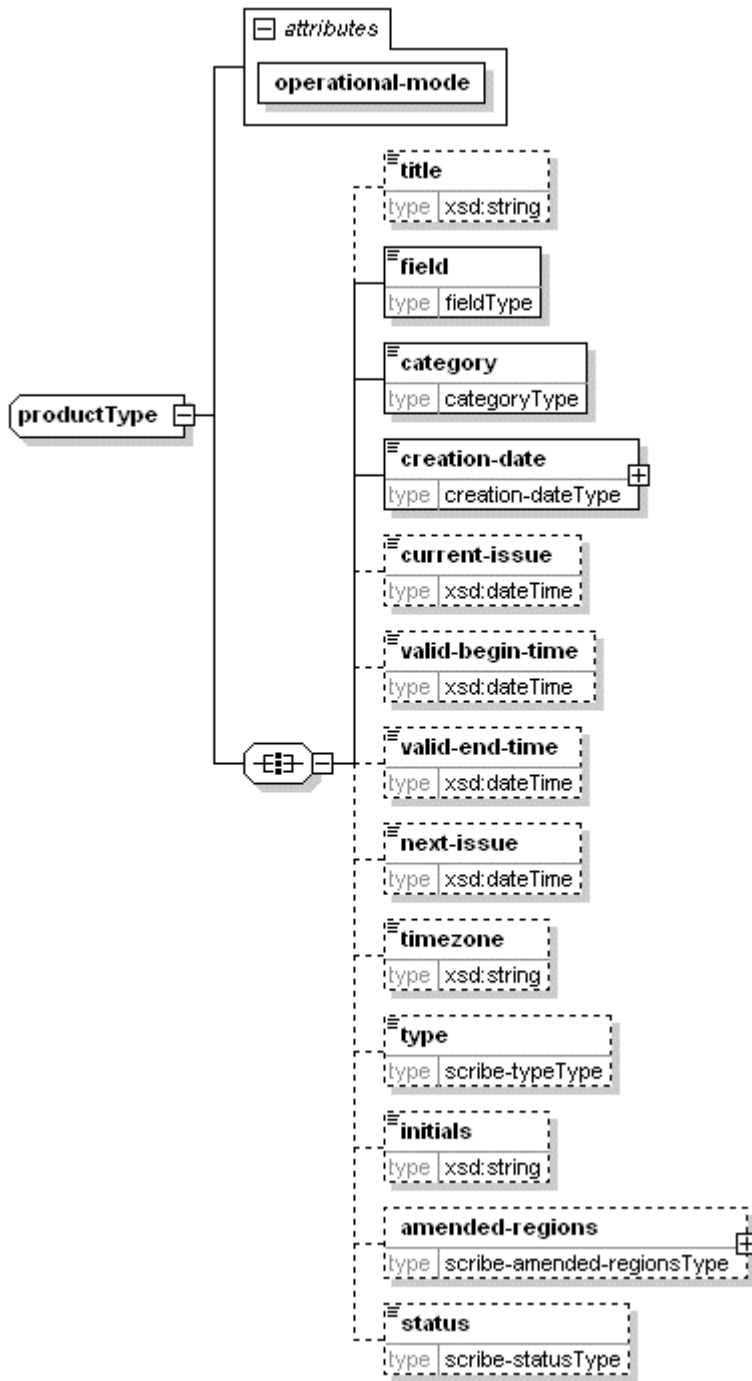 attributes
operational-mode
title
type xsd:string
field
type fieldType
category
type categoryType
productType
creation-date
type creation-dateType
current-issue
type xsd:dateTime
valid-begin-time
type xsd:dateTime
valid-end-time
type xsd:dateTime
next-issue
type xsd:dateTime
timezone
type xsd:string
type
type scribe-typeType
initials
type xsd:string
amended-regions
type scribe-amended-regionsType
status
type scribe-statusType